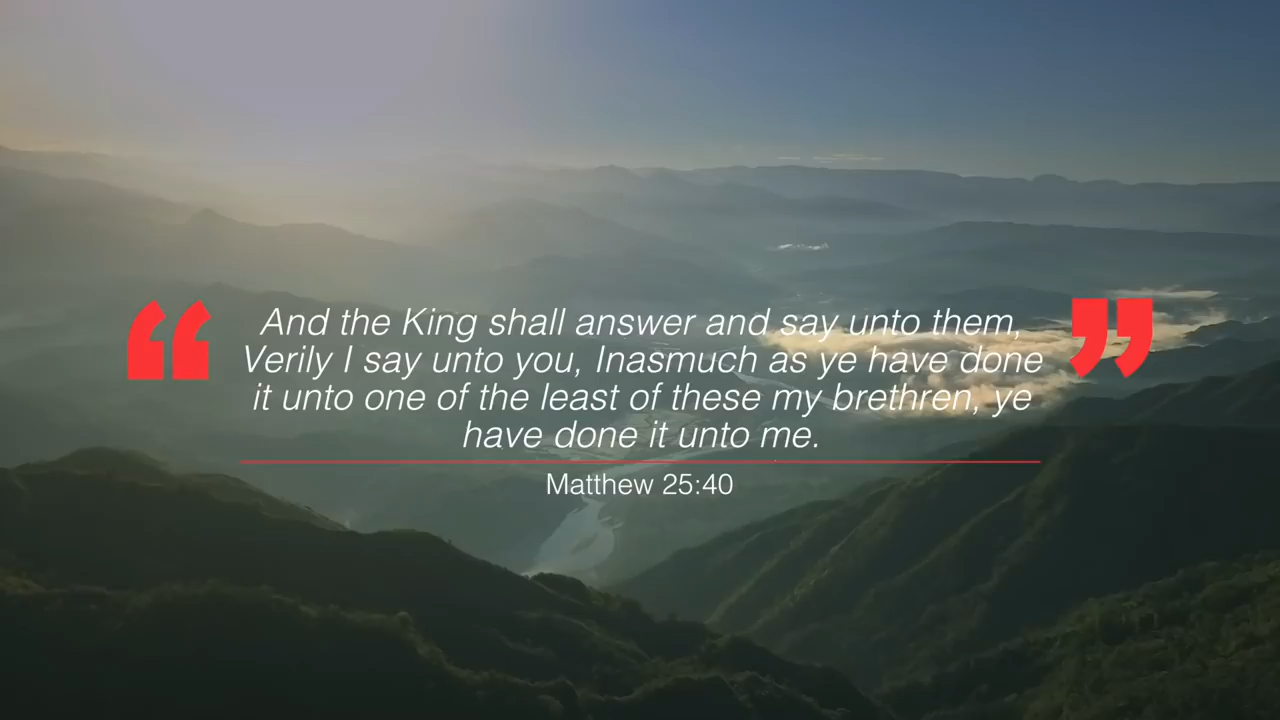 “ And the King shall answer and say unto them, ”
Verily I say unto you, Inasmuch as ye have done
it unto one of the least of these my brethren, ye
have done it unto me.
Matthew 25:40